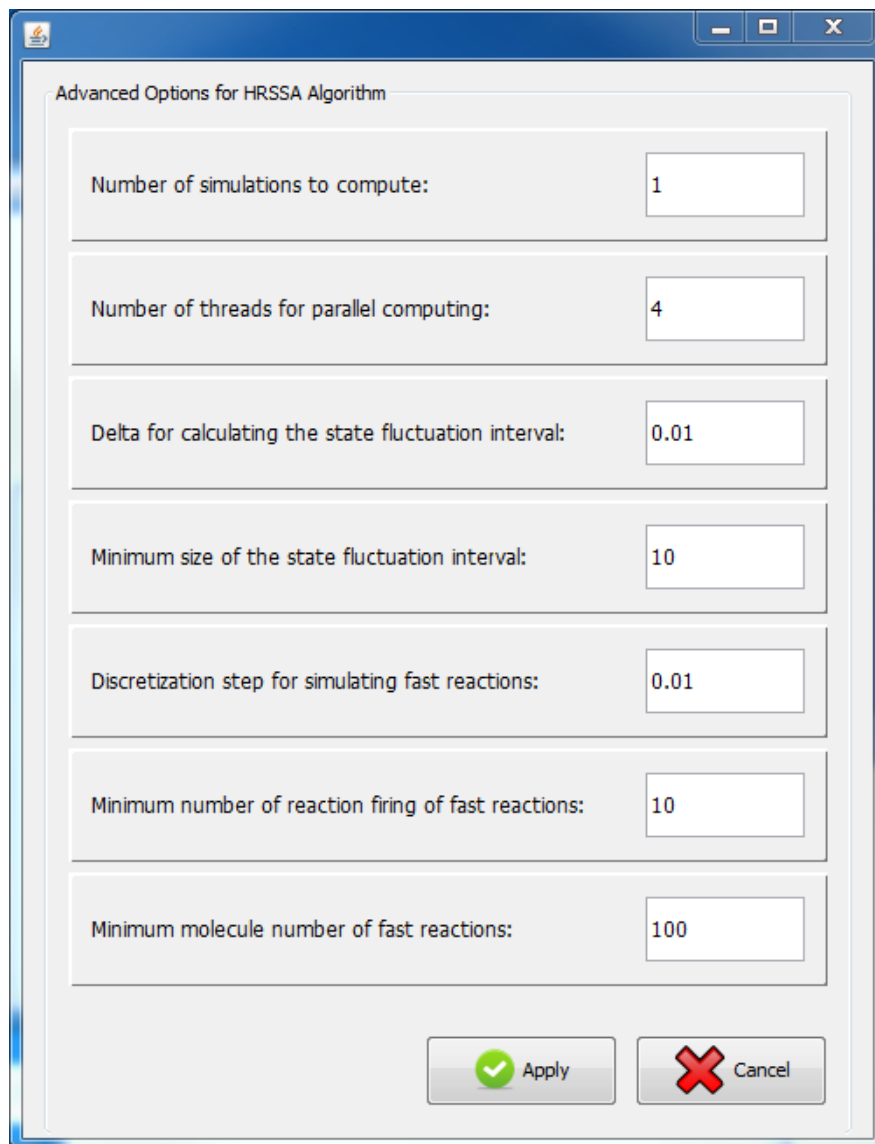 Advanced Options for HRSSA Algorithm
Number of simulations to compute: 1
Number of threads for parallel computing: 4
Delta for calculating the state fluctuation interval: 0.01
Minimum size of the state fluctuation interval: 10
Discretization step for simulating fast reactions: 0.01
Minimum number of reaction firing of fast reactions: 10
Minimum molecule number of fast reactions: 100
Apply Cancel